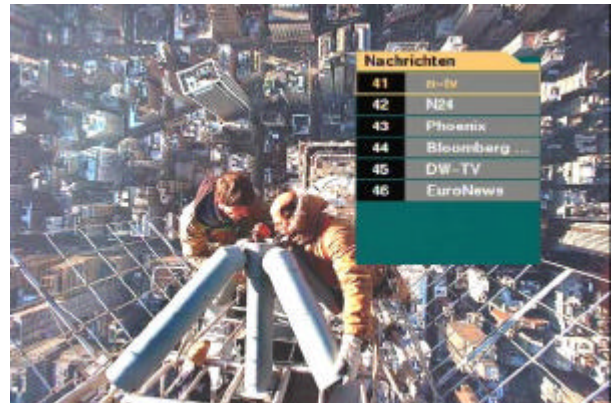 Nachrichten
41 n-tv
42 N24
43 Phoenix
44 Bloomberg ...
45 DW-TV
46 EuroNews